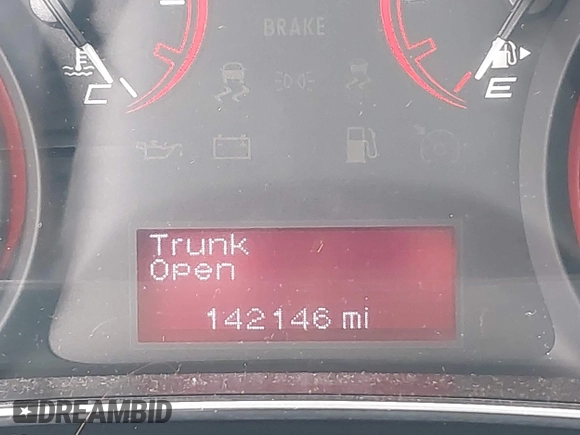 BRAKE
C
E
Trunk
Open
142146 mi
DREAMBID